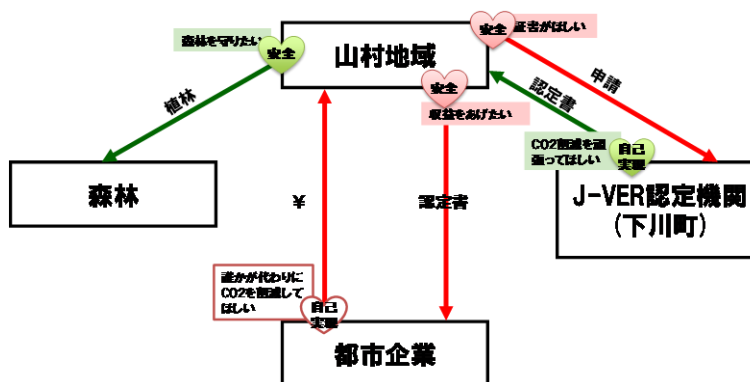 森林を守りたい
安全
山村地域
安全
証書がほしい
安全
収益をあげたい
植林
申請
認定書
CO2削減を頑
張ってほしい
自己
実現
森林
¥
認定書
J-VER認定機関
(下川町)
誰かが代わりに
CO2を削減して
ほしい
自己
実現
都市企業